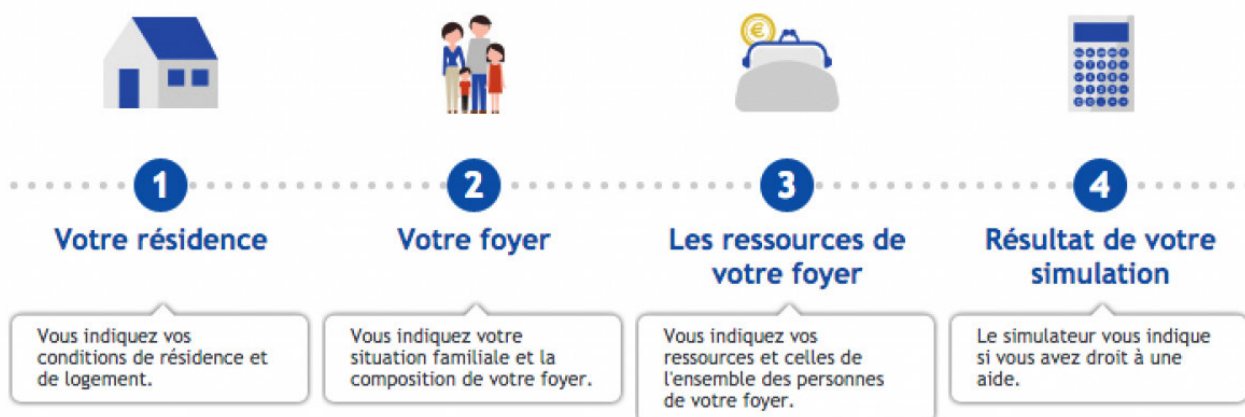 1
Votre résidence
Vous indiquez vos
conditions de résidence et
de logement.
2
Votre foyer
Vous indiquez votre
situation familiale et la
composition de votre foyer.
€
3
Les ressources de
votre foyer
Vous indiquez vos
ressources et celles de
l'ensemble des personnes
de votre foyer.
4
Résultat de votre
simulation
Le simulateur vous indique
si vous avez droit à une
aide.